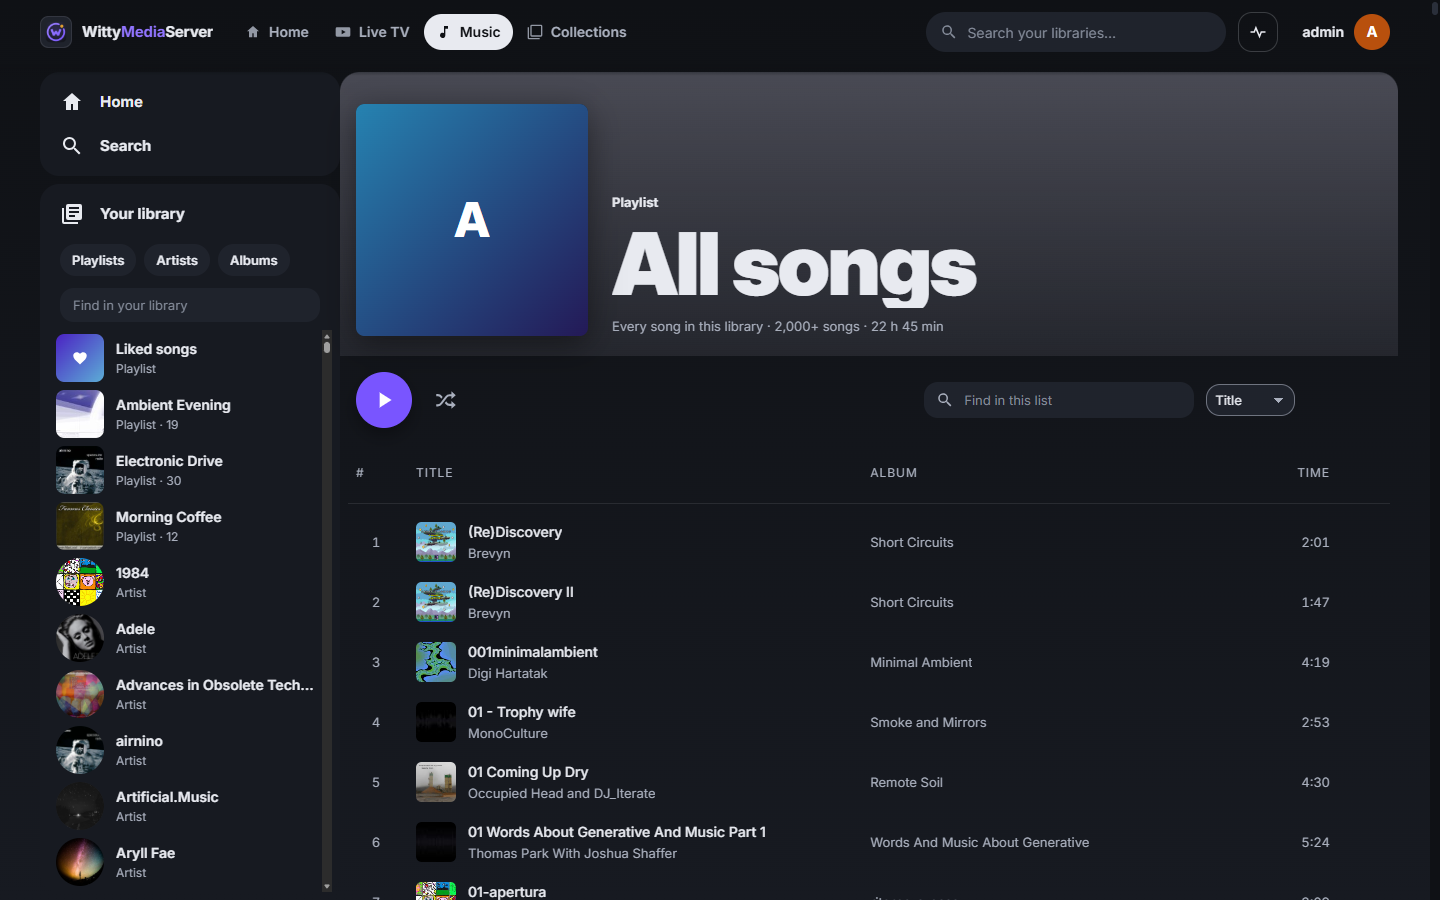 WittyMediaServer
Home
Live TV
Music
Collections
Search your libraries...
admin
A
Home
Search
Your library
Playlists
Artists
Albums
Find in your library
Liked songs
Playlist
Ambient Evening
Playlist · 19
Electronic Drive
Playlist · 30
Morning Coffee
Playlist · 12
1984
Artist
Adele
Artist
Advances in Obsolete Tech...
Artist
airnino
Artist
Artificial.Music
Artist
Aryll Fae
Artist
A
Playlist
All songs
Every song in this library · 2,000+ songs · 22 h 45 min
Find in this list
Title
# TITLE ALBUM TIME
1 (Re)Discovery Short Circuits 2:01
Brevyn
2 (Re)Discovery II Short Circuits 1:47
Brevyn
3 001minimalambient Minimal Ambient 4:19
Digi Hartatak
4 01 - Trophy wife Smoke and Mirrors 2:53
MonoCulture
5 01 Coming Up Dry Remote Soil 4:30
Occupied Head and DJ_Iterate
6 01 Words About Generative And Music Part 1 Words And Music About Generative 5:24
Thomas Park With Joshua Shaffer
01-apertura